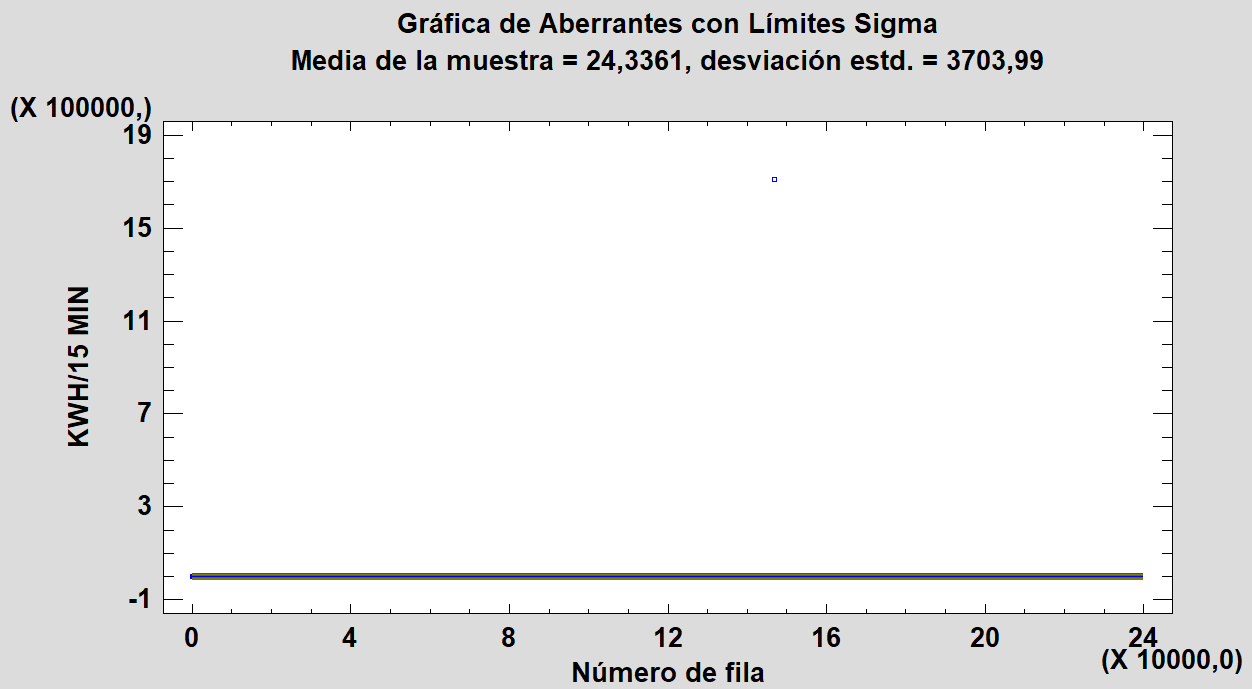 Gráfica de Aberrantes con Límites Sigma
Media de la muestra = 24,3361, desviación estd. = 3703,99
(X 100000,)
19
15
11
7
3
-1
KWH/15 MIN
0 4 8 12 16 20 24
(X 10000,0)
Número de fila